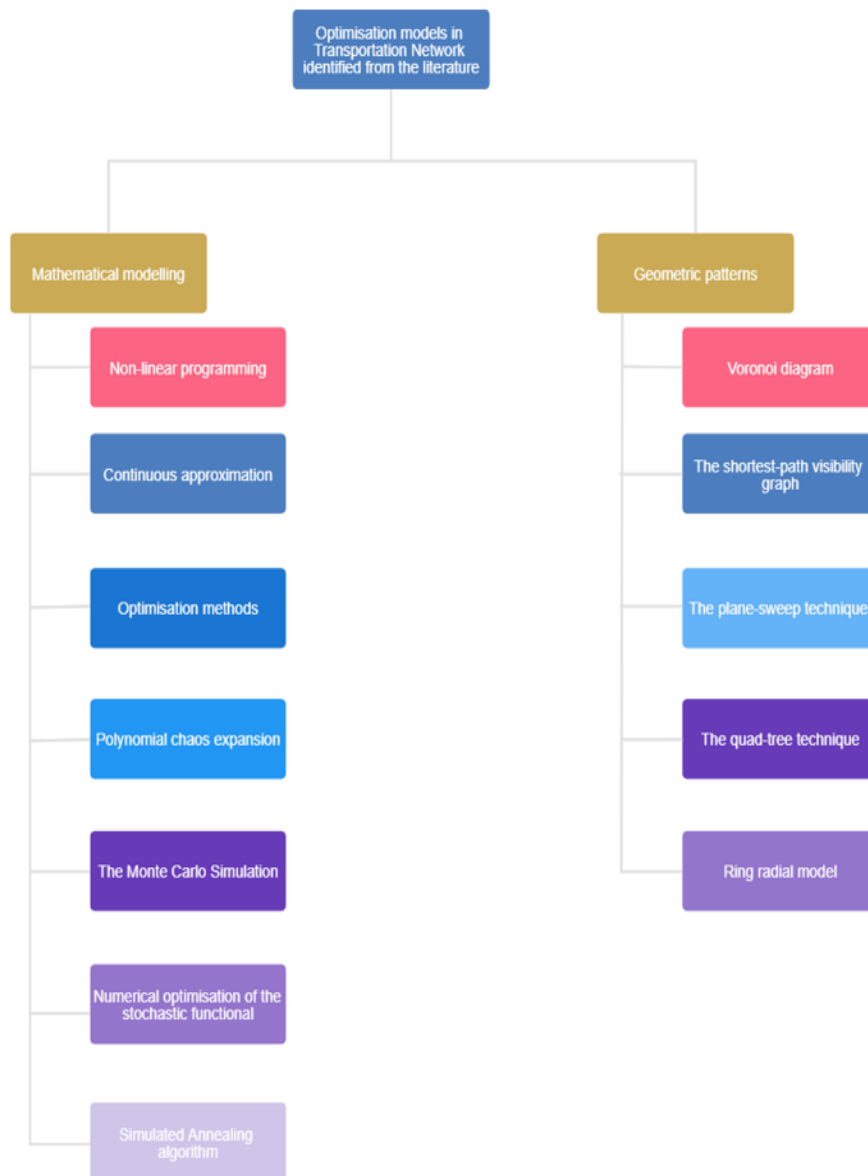 Optimisation models in
Transportation Network
identified from the literature
Mathematical modelling
Non-linear programming
Continuous approximation
Optimisation methods
Polynomial chaos expansion
The Monte Carlo Simulation
Numerical optimisation of the
stochastic functional
Simulated Annealing
algorithm
Geometric patterns
Voronoi diagram
The shortest-path visibility
graph
The plane-sweep technique
The quad-tree technique
Ring radial model